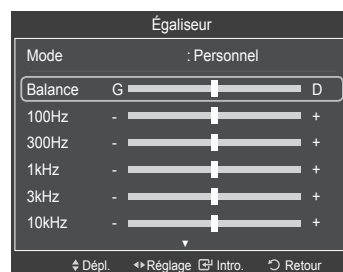 Égaliseur
Mode : Personnel
Balance G D
100Hz - +
300Hz - +
1kHz - +
3kHz - +
10kHz - +
Dépl. Réglage Intro. Retour